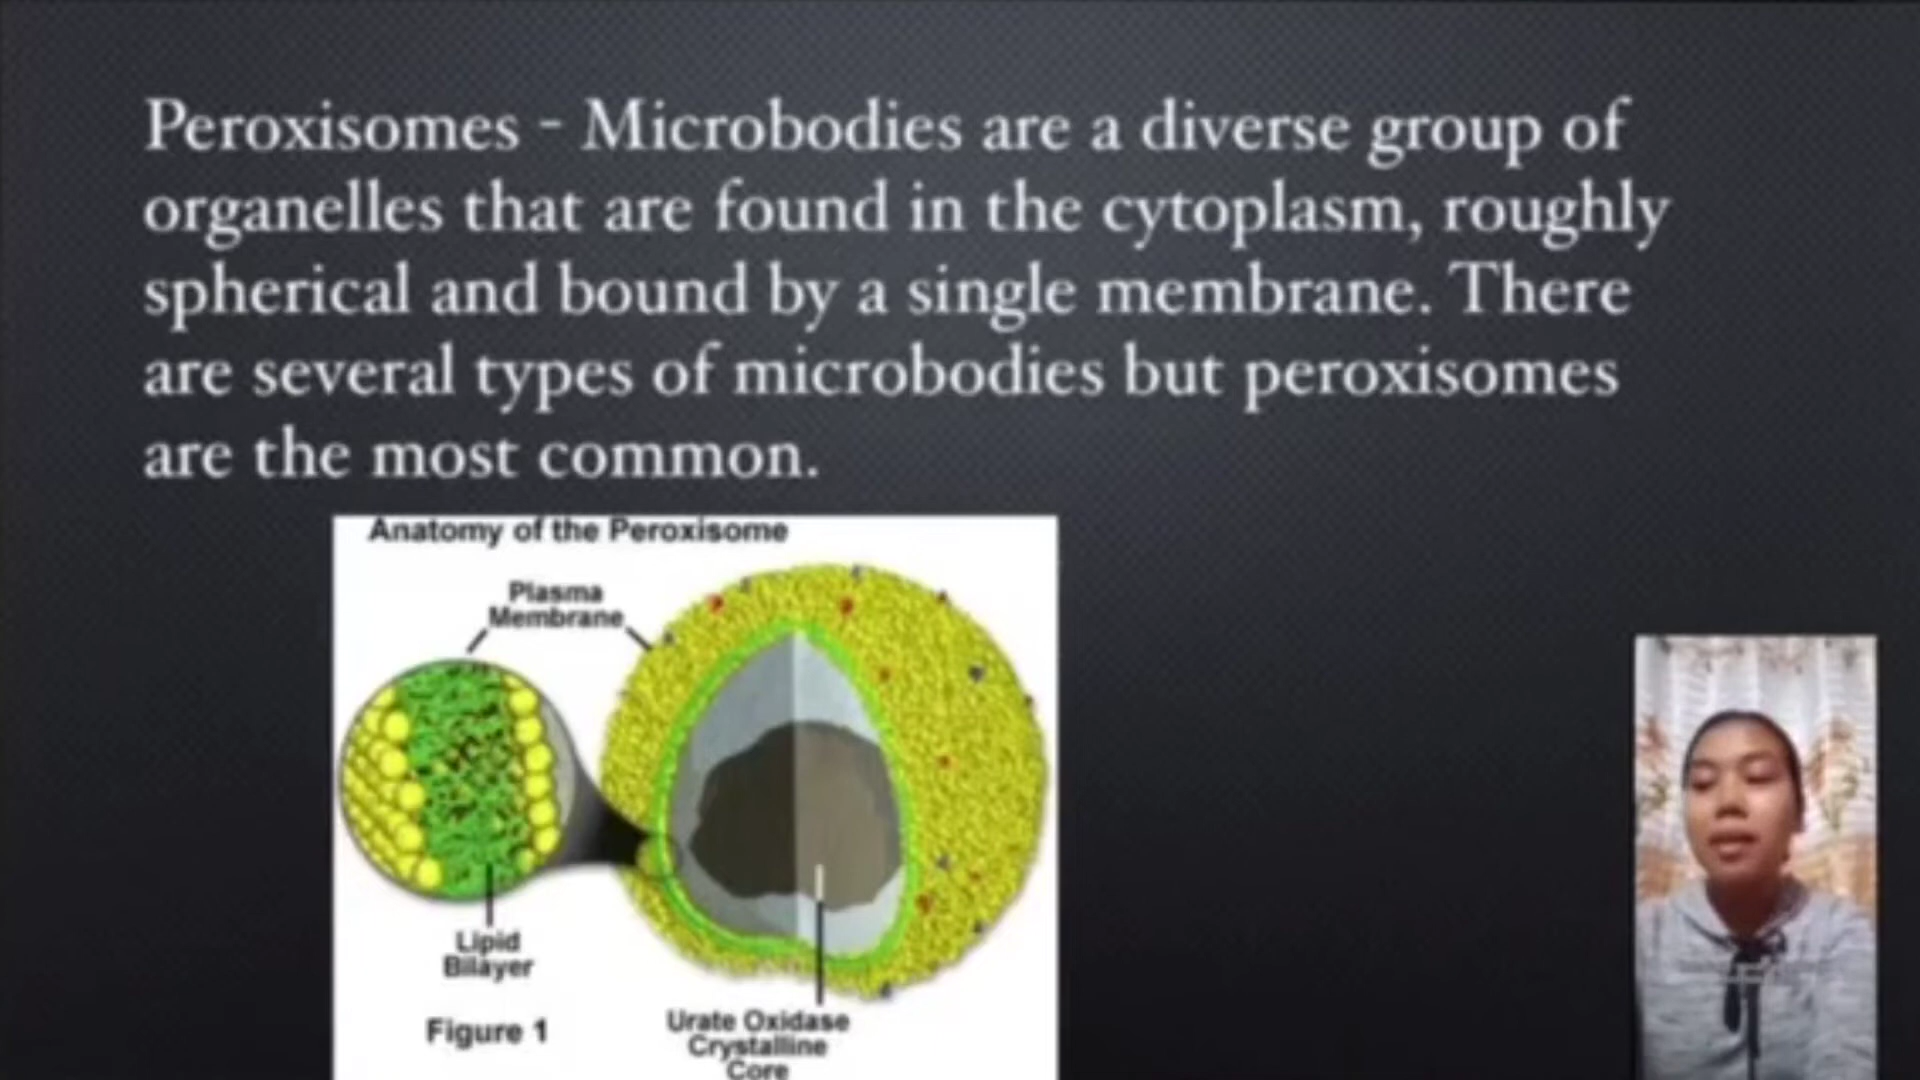 Peroxisomes - Microbodies are a diverse group of
organelles that are found in the cytoplasm, roughly
spherical and bound by a single membrane. There
are several types of microbodies but peroxisomes
are the most common.
Anatomy of the Peroxisome
Plasma
Membrane
Lipid
Bilayer
Figure 1
Urate Oxidase
Crystalline
Core